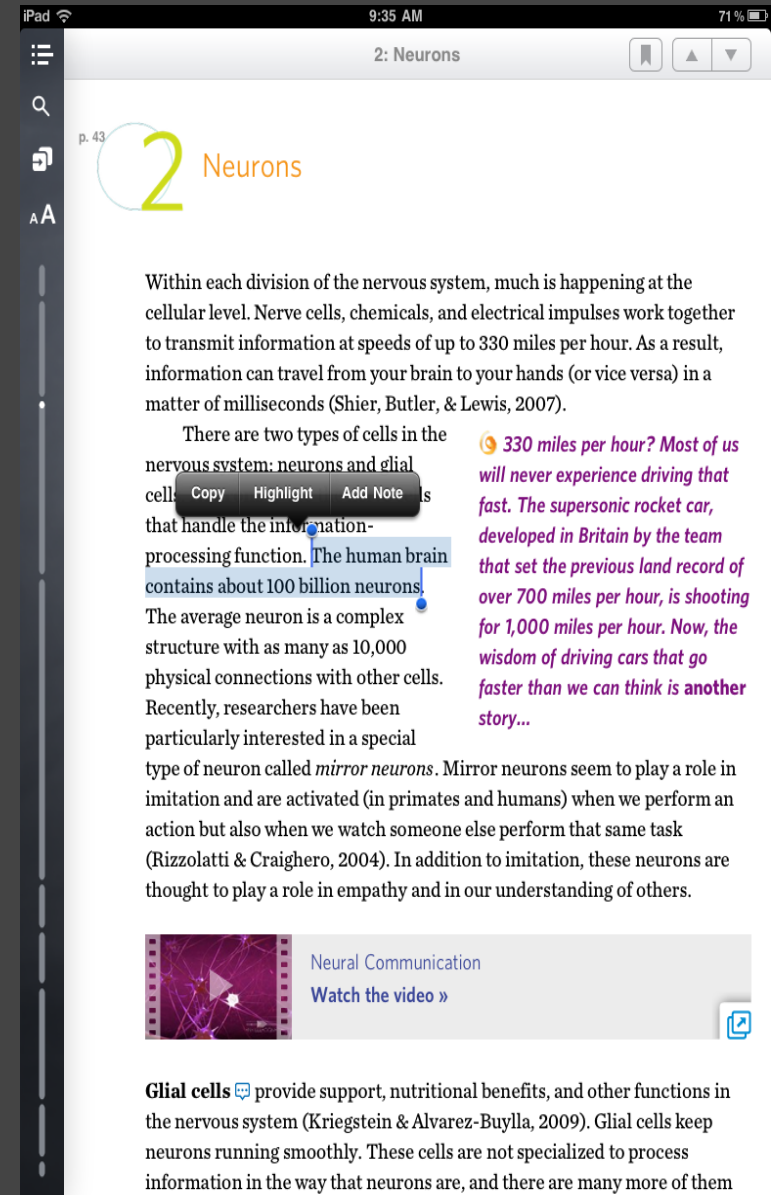 iPad 9:35 AM 71%
2: Neurons
AA
p. 43
2 Neurons
Within each division of the nervous system, much is happening at the
cellular level. Nerve cells, chemicals, and electrical impulses work together
to transmit information at speeds of up to 330 miles per hour. As a result,
information can travel from your brain to your hands (or vice versa) in a
matter of milliseconds (Shier, Butler, & Lewis, 2007).
There are two types of cells in the
nervous system: neurons and glial
cells
Copy Highlight Add Note
that handle the information-
processing function. The human brain
contains about 100 billion neurons.
The average neuron is a complex
structure with as many as 10,000
physical connections with other cells.
Recently, researchers have been
particularly interested in a special
330 miles per hour? Most of us
will never experience driving that
fast. The supersonic rocket car,
developed in Britain by the team
that set the previous land record of
over 700 miles per hour, is shooting
for 1,000 miles per hour. Now, the
wisdom of driving cars that go
faster than we can think is another
story...
type of neuron called mirror neurons. Mirror neurons seem to play a role in
imitation and are activated (in primates and humans) when we perform an
action but also when we watch someone else perform that same task
(Rizzolatti & Craighero, 2004). In addition to imitation, these neurons are
thought to play a role in empathy and in our understanding of others.
Neural Communication
Watch the video »
Glial cells provide support, nutritional benefits, and other functions in
the nervous system (Kriegstein & Alvarez-Buylla, 2009). Glial cells keep
neurons running smoothly. These cells are not specialized to process
information in the way that neurons are, and there are many more of them